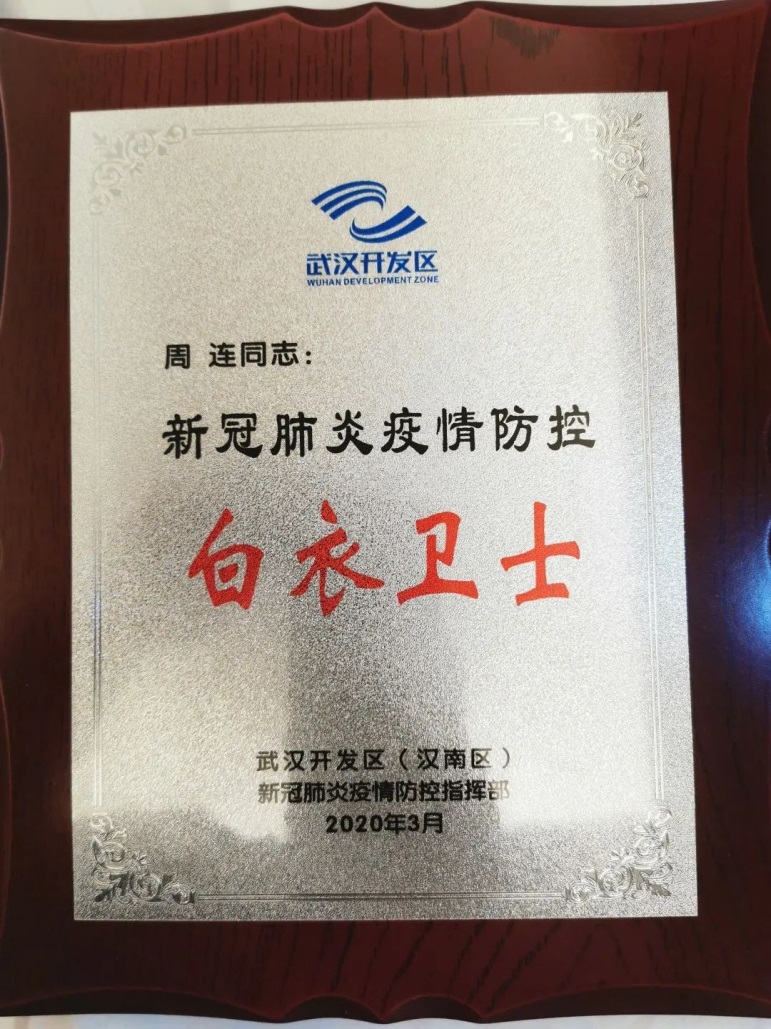 武汉开发区
WUHAN DEVELOPMENT ZONE
周 连同志：
新冠肺炎疫情防控
白衣卫士
武汉开发区（汉南区）
新冠肺炎疫情防控指挥部
2020年3月